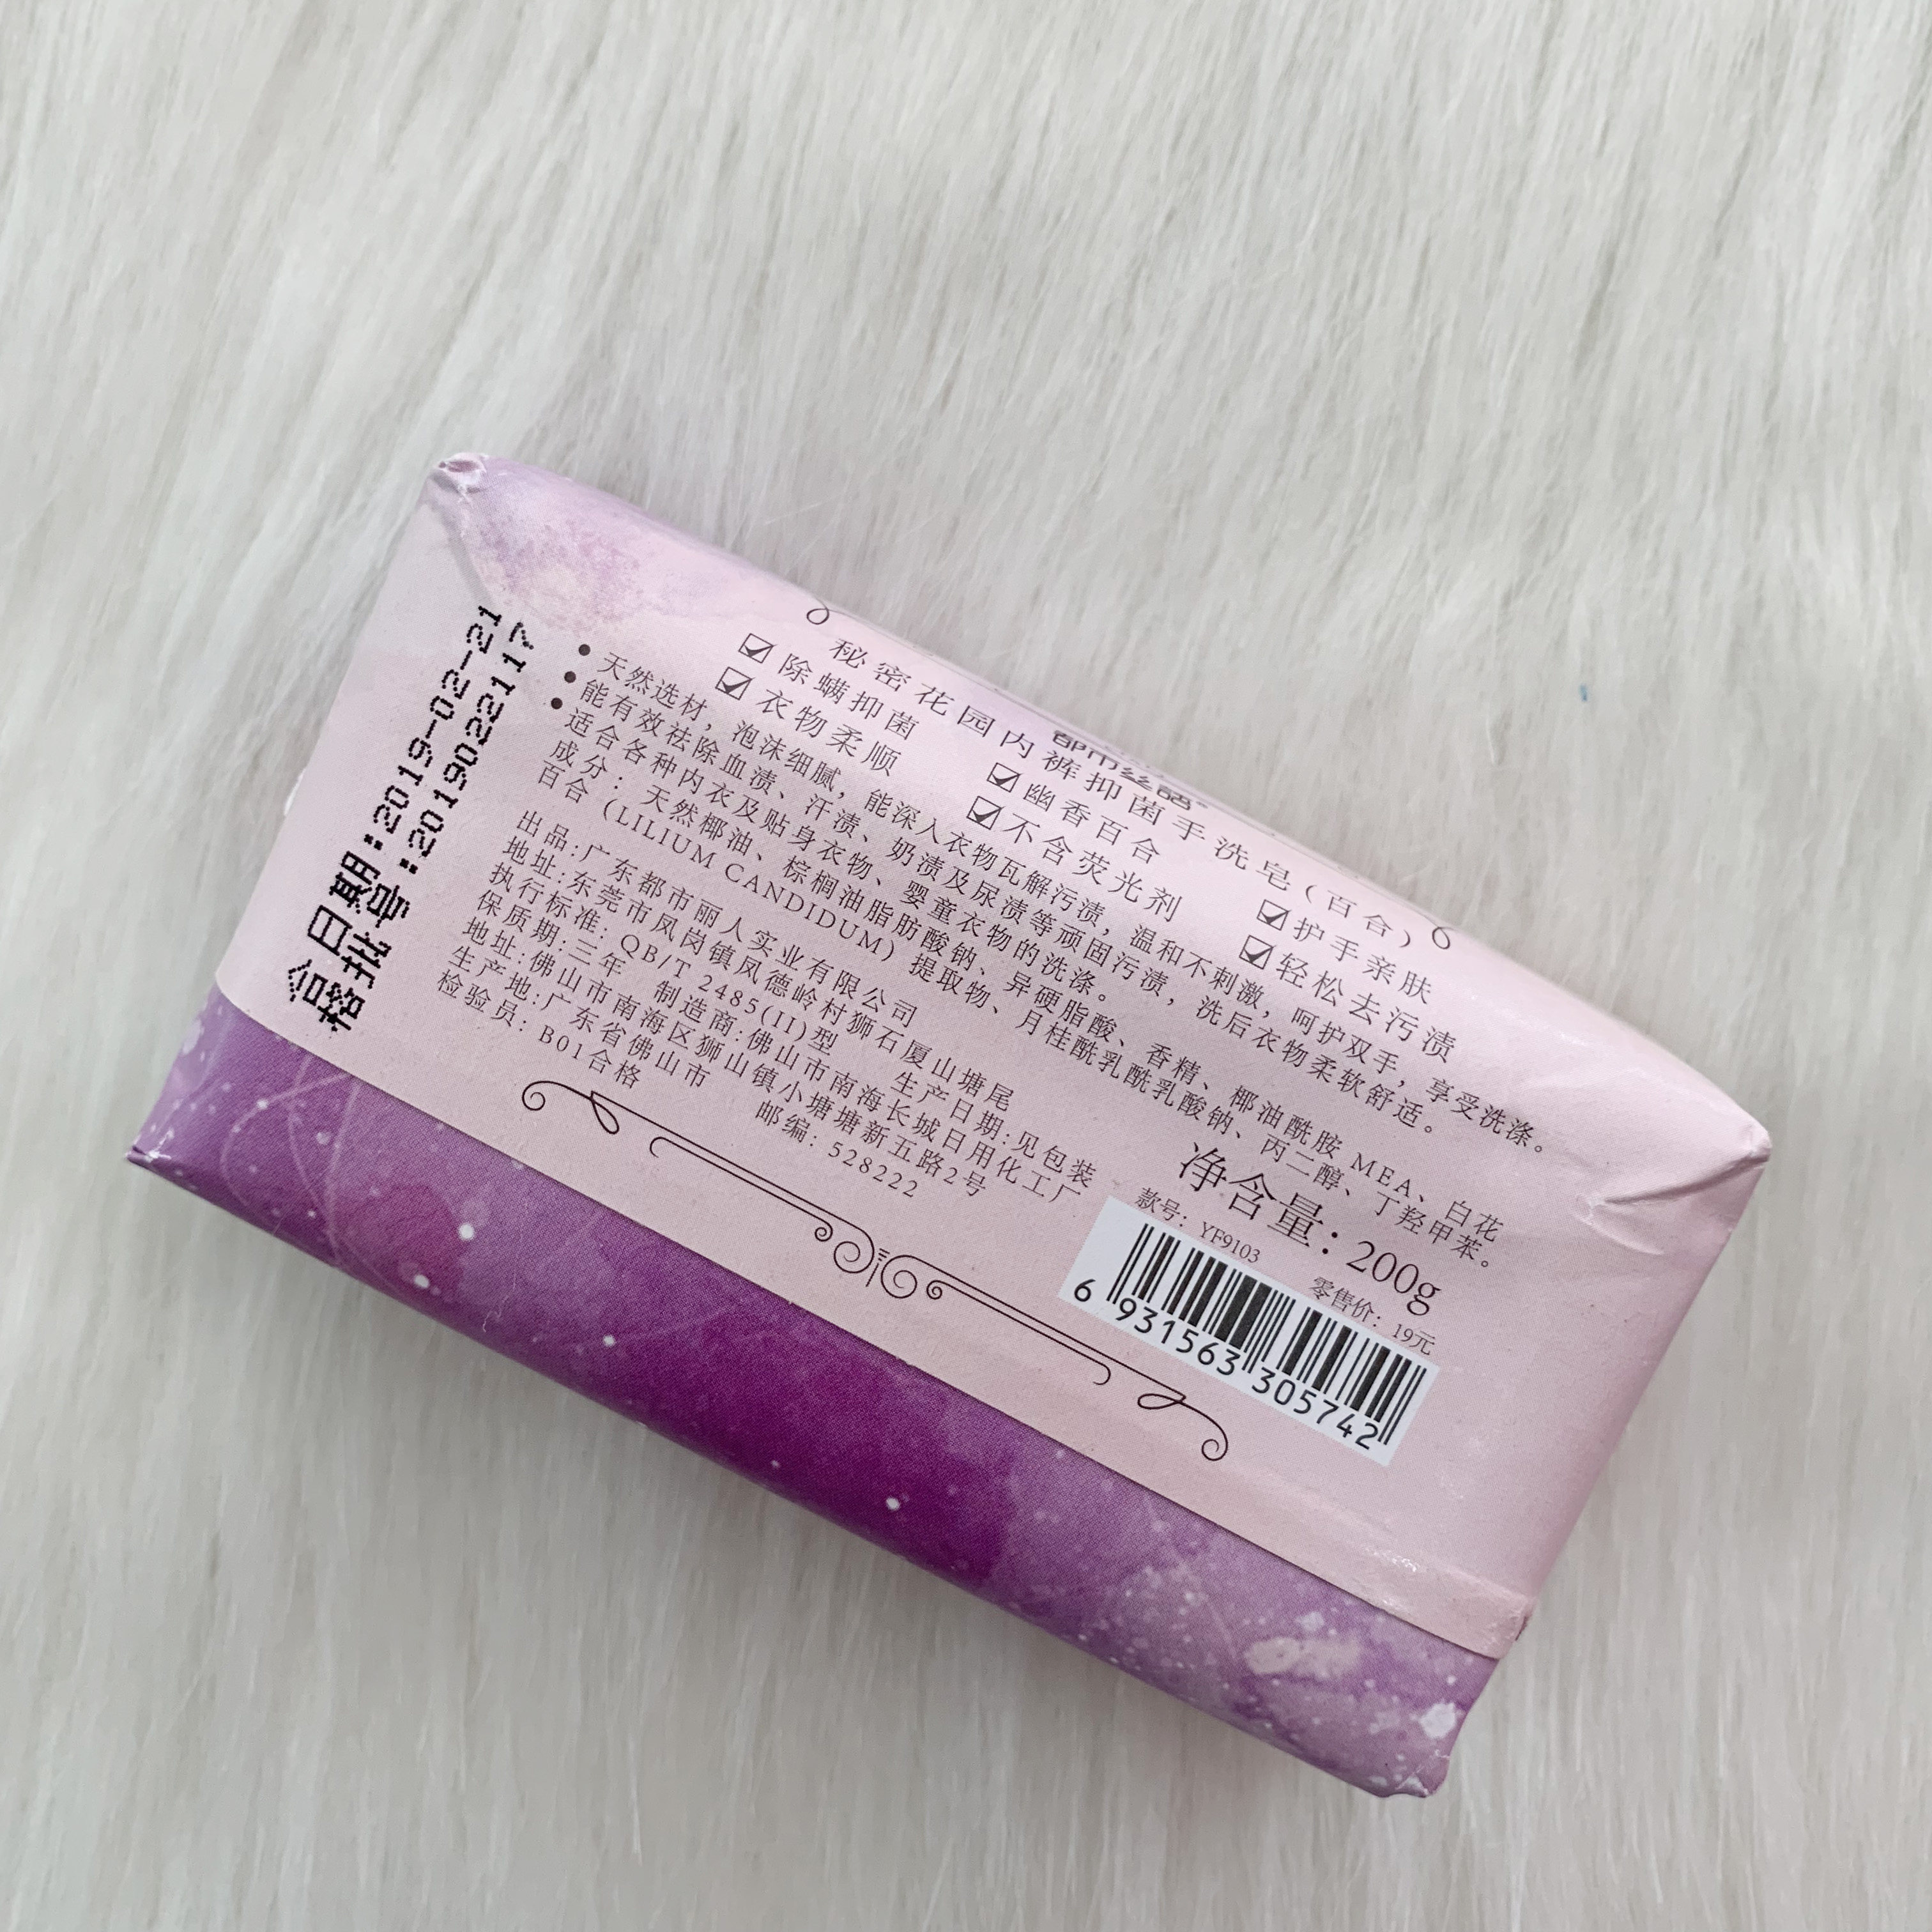 秘密花园内裤抑菌手洗皂(百合)
☑除螨抑菌 ☑幽香百合 ☑护手亲肤
☑衣物柔顺 ☑不含荧光剂 ☑轻松去污渍
•天然选材，泡沫细腻，能深入衣物瓦解污渍，温和不刺激，呵护双手，享受洗涤。
•能有效祛除血渍、汗渍、奶渍及尿渍等顽固污渍，洗后衣物柔软舒适。
•适合各种内衣及贴身衣物、婴童衣物的洗涤。
成分：天然椰油、棕榈油脂肪酸钠、异硬脂酸、香精、椰油酰胺 MEA、白花
百合（LILIUM CANDIDUM）提取物、月桂酰乳酰乳酸钠、丙二醇、丁羟甲苯。
出品:广东都市丽人实业有限公司
地址:东莞市凤岗镇凤德岭村狮石厦山塘尾
执行标准: QB/T 2485(II)型 生产日期:见包装
保质期:三年 制造商:佛山市南海长城日用化工厂
地址:佛山市南海区狮山镇小塘塘新五路2号
生产地:广东省佛山市 邮编: 528222
检验员: B01合格
净含量: 200g
款号: YF9103 零售价: 19元
6 931563 305742
合格日期:2019-02-21
批号:2019022117